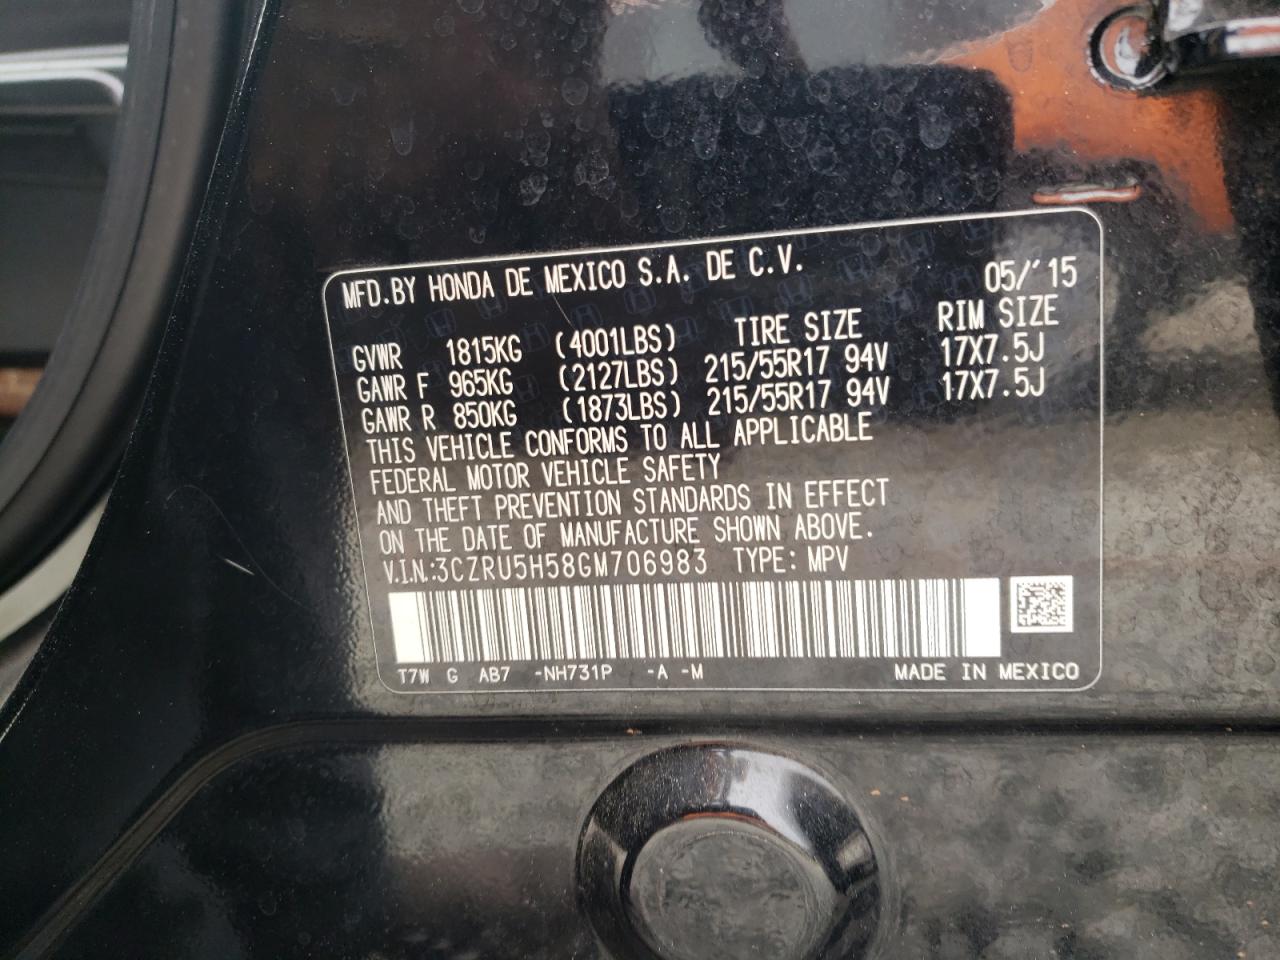 MFD.BY HONDA DE MEXICO S.A. DE C.V. 05/'15
GVWR 1815KG (4001LBS) TIRE SIZE RIM SIZE
GAWR F 965KG (2127LBS) 215/55R17 94V 17X7.5J
GAWR R 850KG (1873LBS) 215/55R17 94V 17X7.5J
THIS VEHICLE CONFORMS TO ALL APPLICABLE
FEDERAL MOTOR VEHICLE SAFETY
AND THEFT PREVENTION STANDARDS IN EFFECT
ON THE DATE OF MANUFACTURE SHOWN ABOVE.
V.I.N.:3CZRU5H58GM706983 TYPE: MPV
T7W G AB7 -NH731P -A -M MADE IN MEXICO